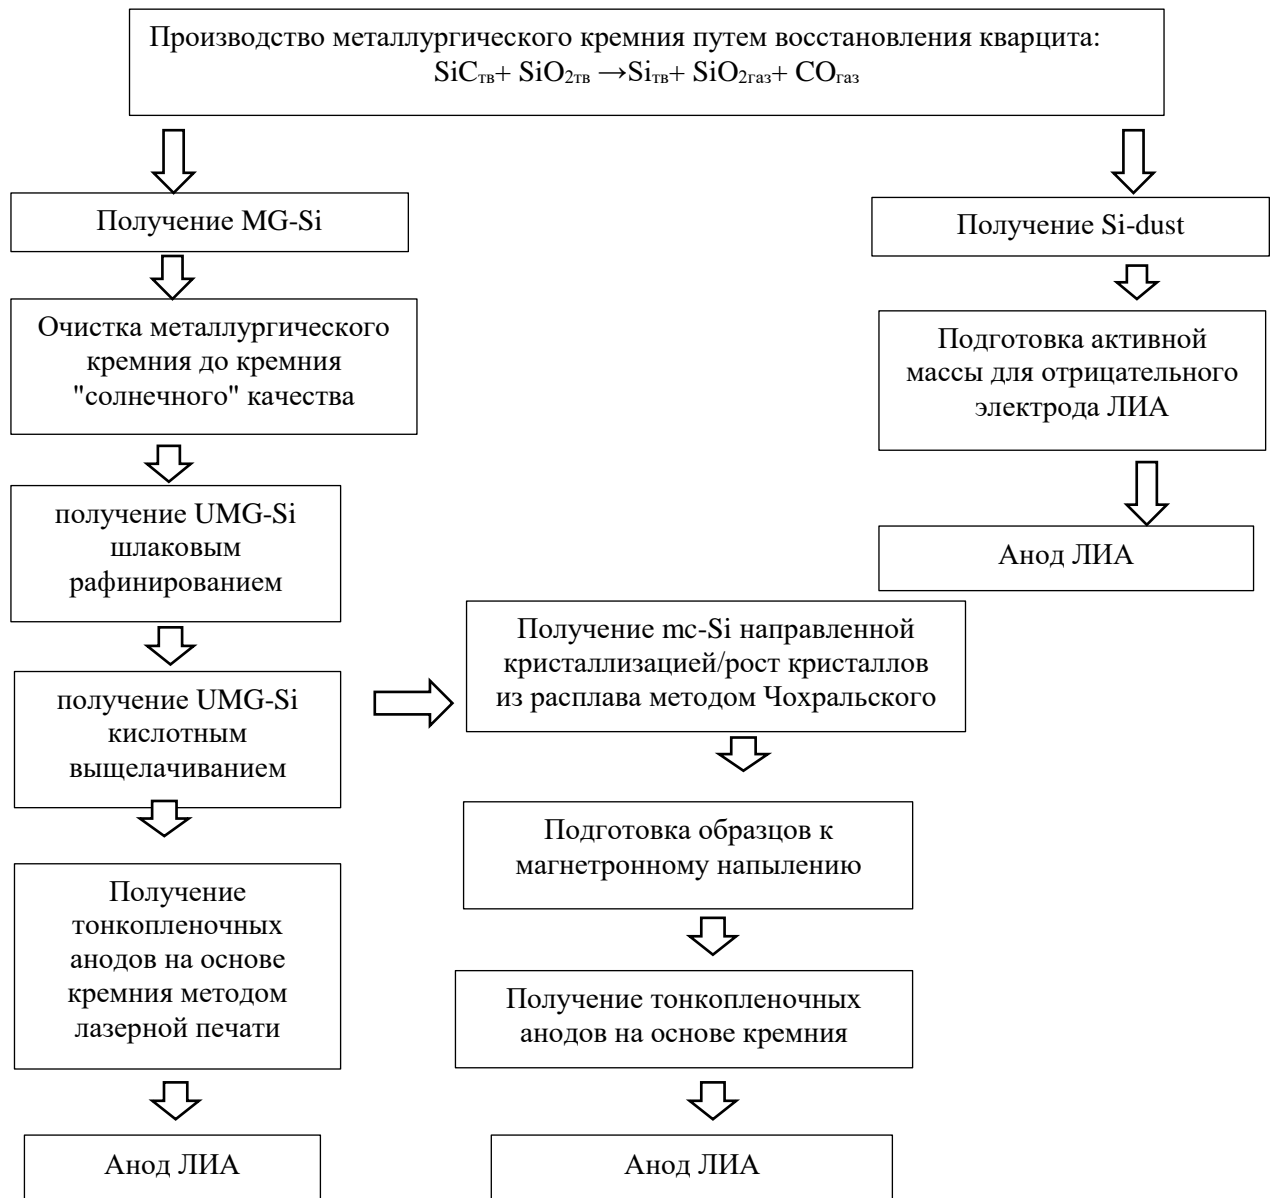 Производство металлургического кремния путем восстановления кварцита:
SiCтв+ SiO2тв →Siтв+ SiO2газ+ COгаз
Получение MG-Si
Очистка металлургического
кремния до кремния
"солнечного" качества
получение UMG-Si
шлаковым
рафинированием
получение UMG-Si
кислотным
выщелачиванием
Получение
тонкопленочных
анодов на основе
кремния методом
лазерной печати
Анод ЛИА
Получение mc-Si направленной
кристаллизацией/рост кристаллов
из расплава методом Чохральского
Подготовка образцов к
магнетронному напылению
Получение тонкопленочных
анодов на основе кремния
Анод ЛИА
Получение Si-dust
Подготовка активной
массы для отрицательного
электрода ЛИА
Анод ЛИА